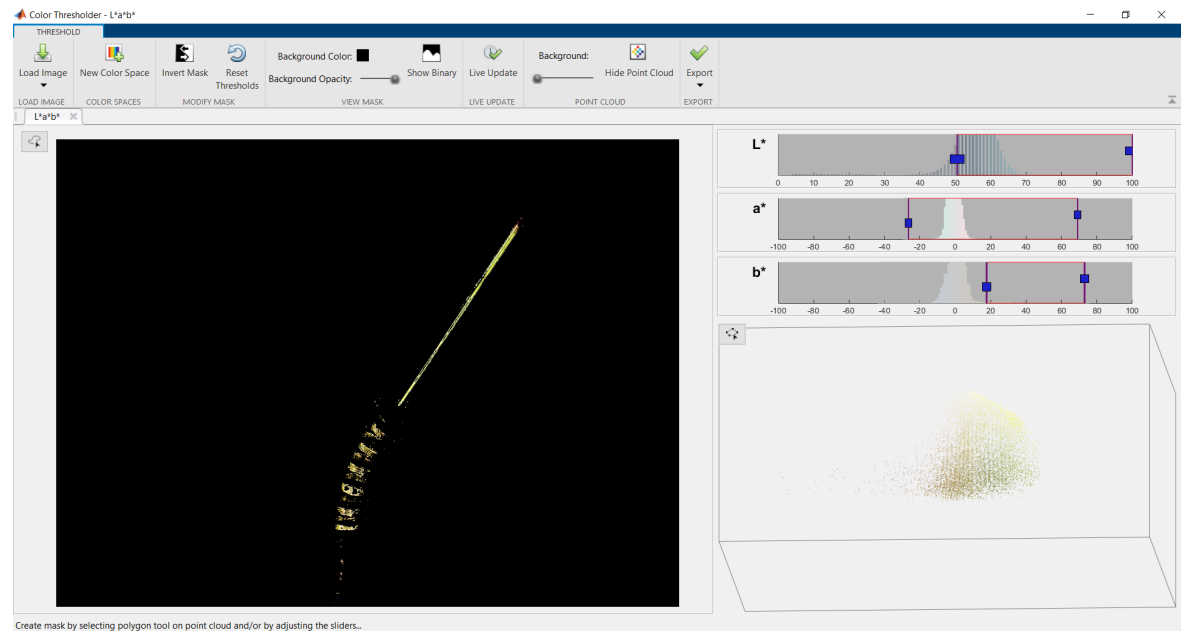 Color Thresholder - L*a*b*
THRESHOLD
Load Image
New Color Space
Invert Mask
Reset Thresholds
Background Color:
Background Opacity:
Show Binary
Live Update
Background:
Hide Point Cloud
Export
LOAD IMAGE
COLOR SPACES
MODIFY MASK
VIEW MASK
LIVE UPDATE
POINT CLOUD
EXPORT
L*a*b*
L*
0 10 20 30 40 50 60 70 80 90 100
a*
-100 -80 -60 -40 -20 0 20 40 60 80 100
b*
-100 -80 -60 -40 -20 0 20 40 60 80 100
Create mask by selecting polygon tool on point cloud and/or by adjusting the sliders...